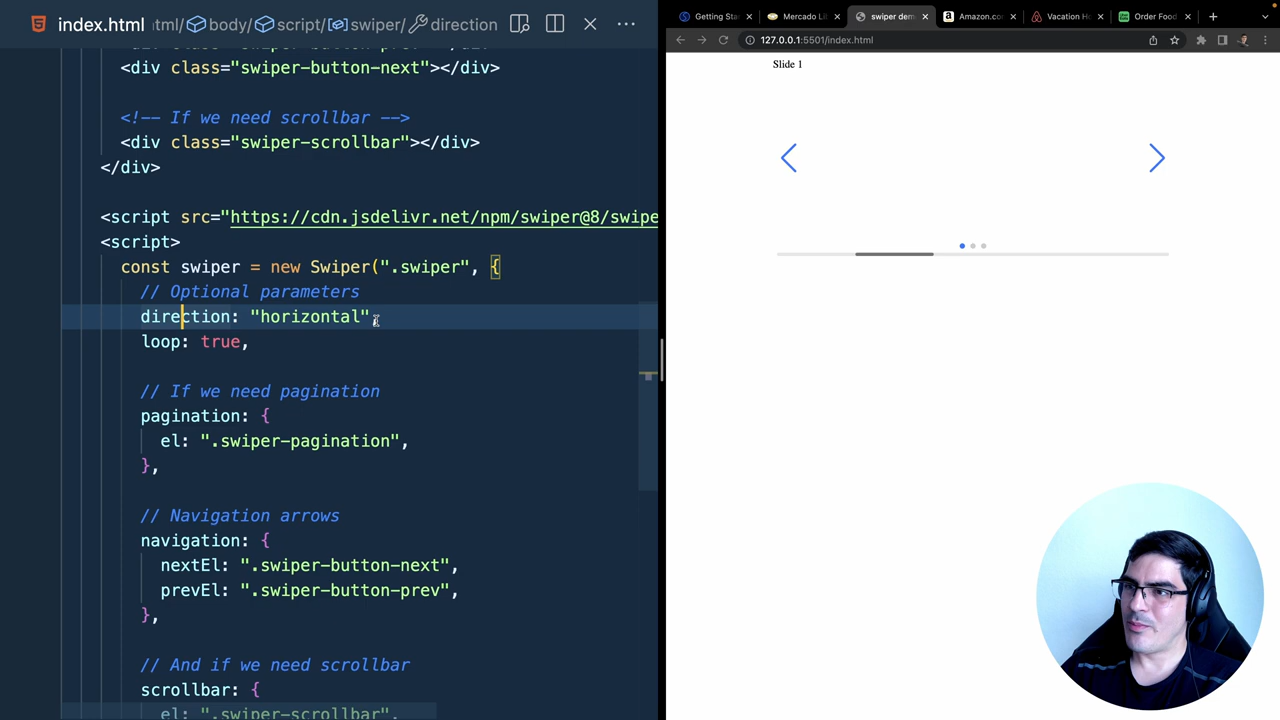 index.html tml/ body/ script/ swiper/ direction
<div class="swiper-button-next"></div>
<!-- If we need scrollbar -->
<div class="swiper-scrollbar"></div>
</div>
<script src="https://cdn.jsdelivr.net/npm/swiper@8/swipe
<script>
const swiper = new Swiper(".swiper", {
// Optional parameters
direction: "horizontal",
loop: true,
// If we need pagination
pagination: {
el: ".swiper-pagination",
},
// Navigation arrows
navigation: {
nextEl: ".swiper-button-next",
prevEl: ".swiper-button-prev",
},
// And if we need scrollbar
scrollbar: {
el: ".swiper-scrollbar",
Getting Sta
Mercado Li
swiper dem
Amazon.co
Vacation H
Order Food
127.0.0.1:5501/index.html
Slide 1